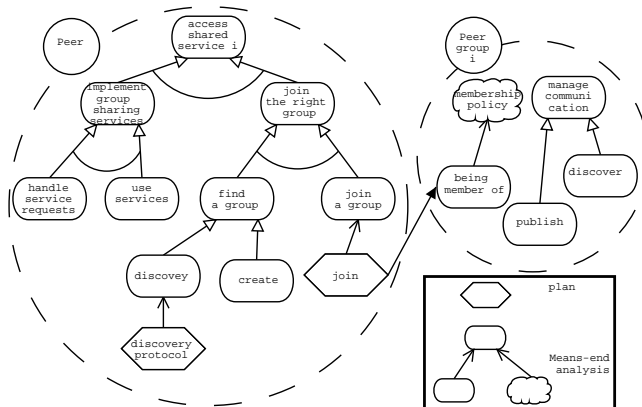 Peer
access
shared
service i
Implement
group
sharing
services
join
the right
group
handle
service
requests
use
services
find
a group
join
a group
discovey
create
join
discovery
protocol
Peer
group
i
membership
policy
manage
communi
cation
being
member of
discover
publish
plan
Means-end
analysis